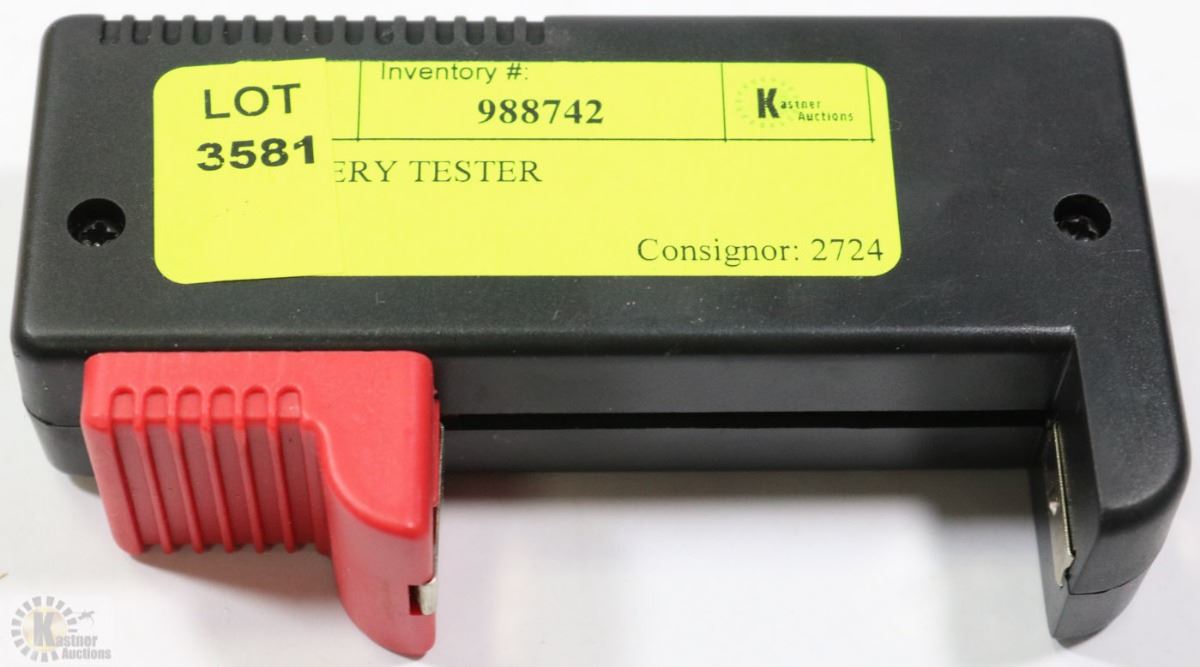 LOT
3581
Inventory #:
988742
Kastner
Auctions
ERY TESTER
Consignor: 2724
Kastner
Auctions